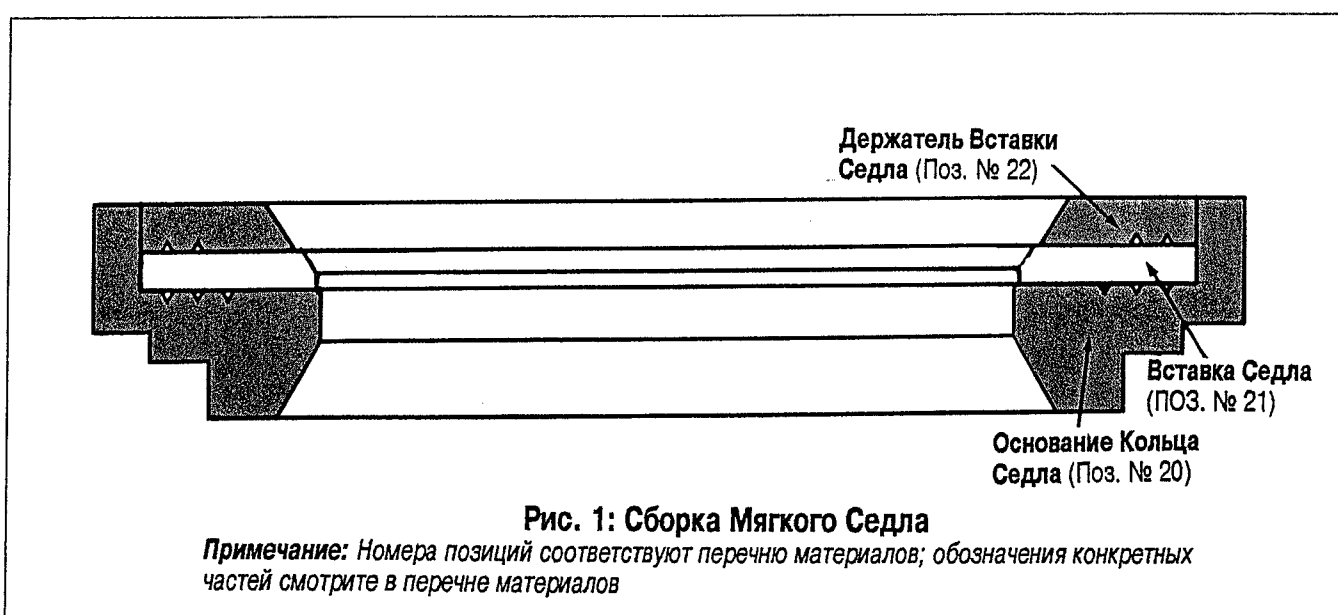 Держатель Вставки
Седла (Поз. № 22)
Вставка Седла
(ПОЗ. № 21)
Основание Кольца
Седла (Поз. № 20)
Рис. 1: Сборка Мягкого Седла
Примечание: Номера позиций соответствуют перечню материалов; обозначения конкретных
частей смотрите в перечне материалов